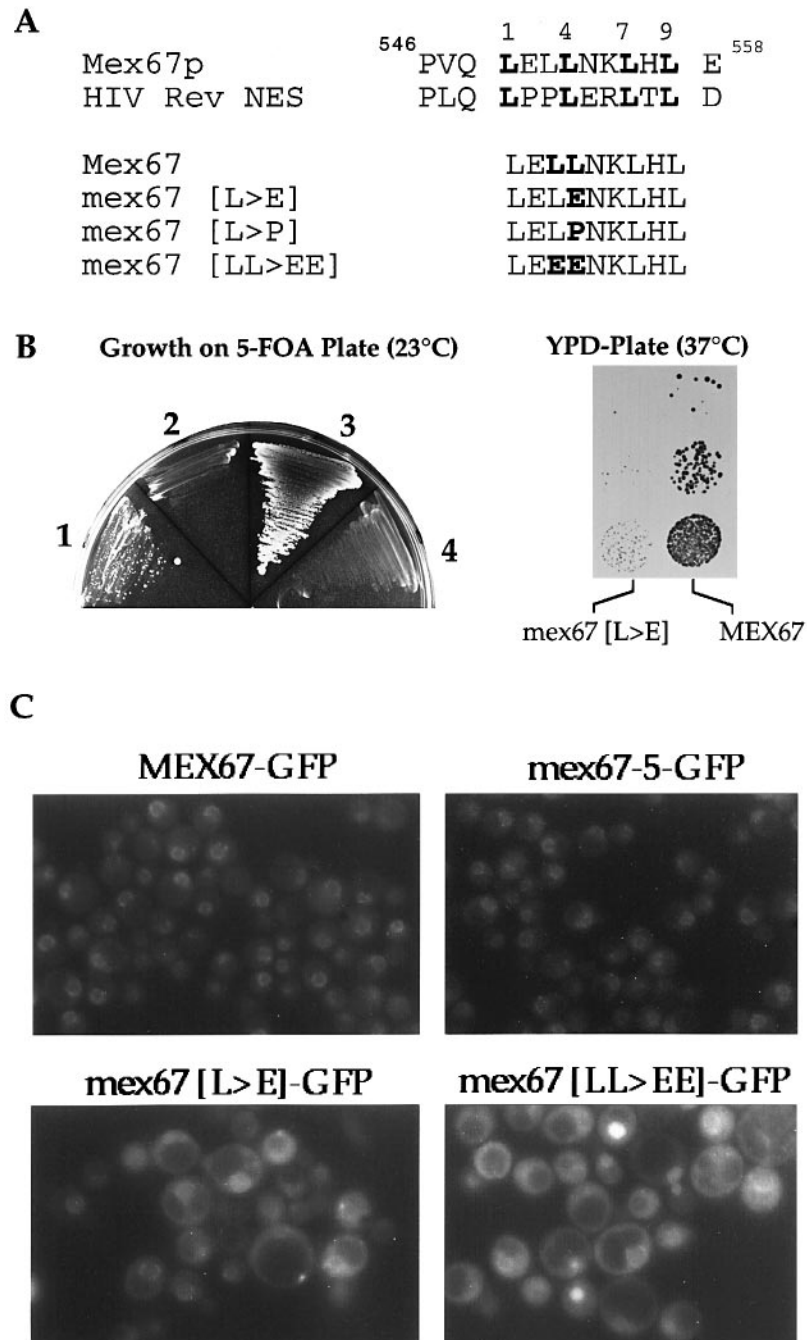 A
1 4 7 9
Mex67p 546 PVQ LELLNKLHL E 558
HIV Rev NES PLQ LPPLERLTL D
Mex67 LELLNKLHL
mex67 [L>E] LELENKLHL
mex67 [L>P] LELPNKLHL
mex67 [LL>EE] LEEENKLHL
B Growth on 5-FOA Plate (23°C) YPD-Plate (37°C)
2 3
1 4
mex67 [L>E] MEX67
C
MEX67-GFP mex67-5-GFP
mex67 [L>E]-GFP mex67 [LL>EE]-GFP